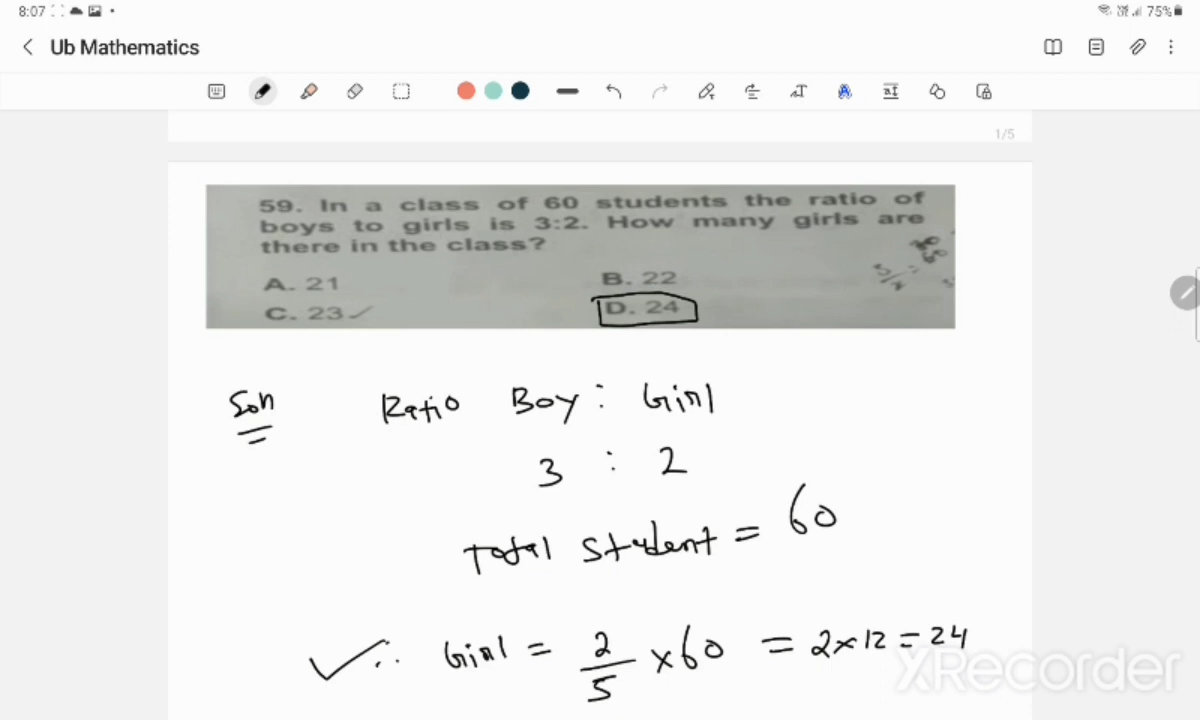 8:07
75%
Ub Mathematics
1/5
59. In a class of 60 students the ratio of
boys to girls is 3:2. How many girls are
there in the class?
A. 21 B. 22
C. 23 ✓ D. 24
Soln Ratio Boy : Girl
3 : 2
Total Student = 60
✓ ∴ Girl = 2/5 × 60 = 2 × 12 = 24
XRecorder